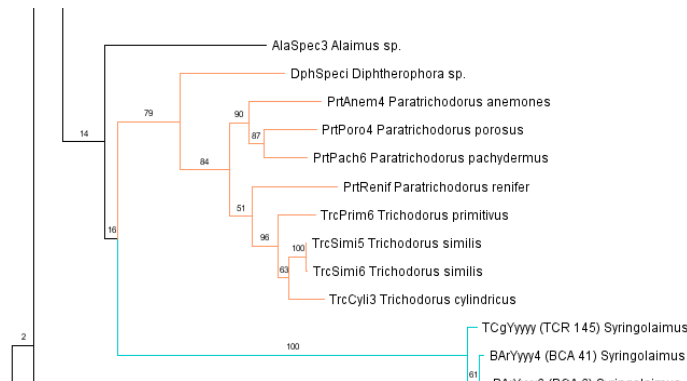 AlaSpec3 Alaimus sp.
DphSpeci Diphtherophora sp.
79
90
PrtAnem4 Paratrichodorus anemones
14
87
PrtPoro4 Paratrichodorus porosus
84
PrtPach6 Paratrichodorus pachydermus
PrtRenif Paratrichodorus renifer
51
TrcPrim6 Trichodorus primitivus
16
96
100
TrcSimi5 Trichodorus similis
63
TrcSimi6 Trichodorus similis
TrcCyli3 Trichodorus cylindricus
TCgYyyyy (TCR 145) Syringolaimus
2
100
BArYyyy4 (BCA 41) Syringolaimus
61